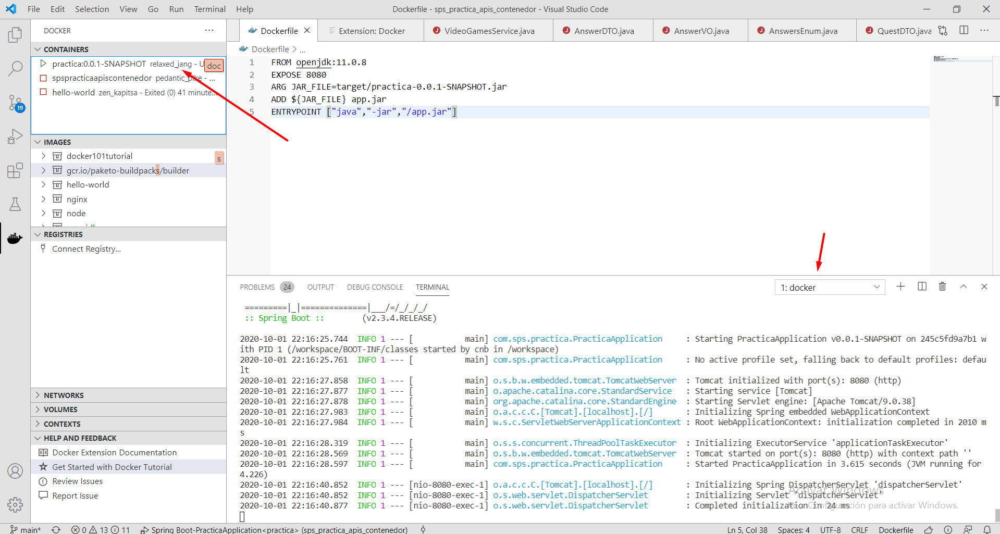 File Edit Selection View Go Run Terminal Help Dockerfile - sps_practica_apis_contenedor - Visual Studio Code
DOCKER ...
Dockerfile Extension: Docker VideoGamesService.java AnswerDTO.java AnswerVO.java AnswersEnum.java QuestDTO.java ...
CONTAINERS
practica:0.0.1-SNAPSHOT relaxed_jang - U doc
spspracticaapiscontenedor pedantic_pike - ...
hello-world zen_kapitsa - Exited (0) 41 minute...
19
IMAGES
docker101tutorial s
gcr.io/paketo-buildpacks/builder
hello-world
nginx
node
REGISTRIES
Connect Registry...
NETWORKS
VOLUMES
CONTEXTS
HELP AND FEEDBACK
Docker Extension Documentation
Get Started with Docker Tutorial
Review Issues
Report Issue
Dockerfile > ...
1 FROM openjdk:11.0.8
2 EXPOSE 8080
3 ARG JAR_FILE=target/practica-0.0.1-SNAPSHOT.jar
4 ADD ${JAR_FILE} app.jar
5 ENTRYPOINT ["java","-jar","/app.jar"]
PROBLEMS 24 OUTPUT DEBUG CONSOLE TERMINAL 1: docker
=========|_|==============|___/=/_/_/_/
:: Spring Boot :: (v2.3.4.RELEASE)
2020-10-01 22:16:25.744 INFO 1 --- [ main] com.sps.practica.PracticaApplication : Starting PracticaApplication v0.0.1-SNAPSHOT on 245c5fd9a7b1 w
ith PID 1 (/workspace/BOOT-INF/classes started by cnb in /workspace)
2020-10-01 22:16:25.761 INFO 1 --- [ main] com.sps.practica.PracticaApplication : No active profile set, falling back to default profiles: defau
lt
2020-10-01 22:16:27.858 INFO 1 --- [ main] o.s.b.w.embedded.tomcat.TomcatWebServer : Tomcat initialized with port(s): 8080 (http)
2020-10-01 22:16:27.877 INFO 1 --- [ main] o.apache.catalina.core.StandardService : Starting service [Tomcat]
2020-10-01 22:16:27.878 INFO 1 --- [ main] org.apache.catalina.core.StandardEngine : Starting Servlet engine: [Apache Tomcat/9.0.38]
2020-10-01 22:16:27.983 INFO 1 --- [ main] o.a.c.c.C.[Tomcat].[localhost].[/] : Initializing Spring embedded WebApplicationContext
2020-10-01 22:16:27.984 INFO 1 --- [ main] w.s.c.ServletWebServerApplicationContext : Root WebApplicationContext: initialization completed in 2010 m
s
2020-10-01 22:16:28.319 INFO 1 --- [ main] o.s.s.concurrent.ThreadPoolTaskExecutor : Initializing ExecutorService 'applicationTaskExecutor'
2020-10-01 22:16:28.569 INFO 1 --- [ main] o.s.b.w.embedded.tomcat.TomcatWebServer : Tomcat started on port(s): 8080 (http) with context path ''
2020-10-01 22:16:28.597 INFO 1 --- [ main] com.sps.practica.PracticaApplication : Started PracticaApplication in 3.615 seconds (JVM running for
4.226)
2020-10-01 22:16:40.852 INFO 1 --- [nio-8080-exec-1] o.a.c.c.C.[Tomcat].[localhost].[/] : Initializing Spring DispatcherServlet 'dispatcherServlet'
2020-10-01 22:16:40.852 INFO 1 --- [nio-8080-exec-1] o.s.web.servlet.DispatcherServlet : Initializing Servlet 'dispatcherServlet'
2020-10-01 22:16:40.877 INFO 1 --- [nio-8080-exec-1] o.s.web.servlet.DispatcherServlet : Completed initialization in 24 ms
Activar Windows
Ve a Configuración para activar Windows.
main* 0 13 11 Spring Boot-PracticaApplication<practica> (sps_practica_apis_contenedor) Ln 5, Col 38 Spaces: 4 UTF-8 CRLF Dockerfile